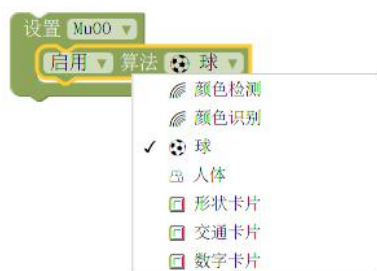 设置 Mu00
启用 算法 球
颜色检测
颜色识别
球
人体
形状卡片
交通卡片
数字卡片